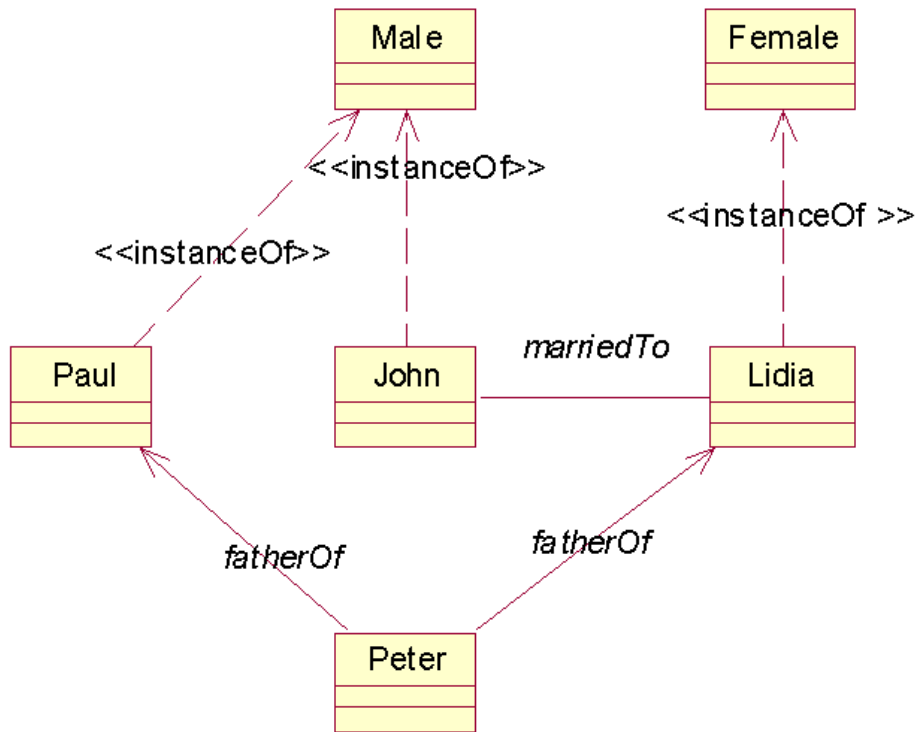 Male
Female
<<instanceOf>>
<<instanceOf >>
<<instanceOf>>
marriedTo
Paul
John
Lidia
fatherOf
fatherOf
Peter